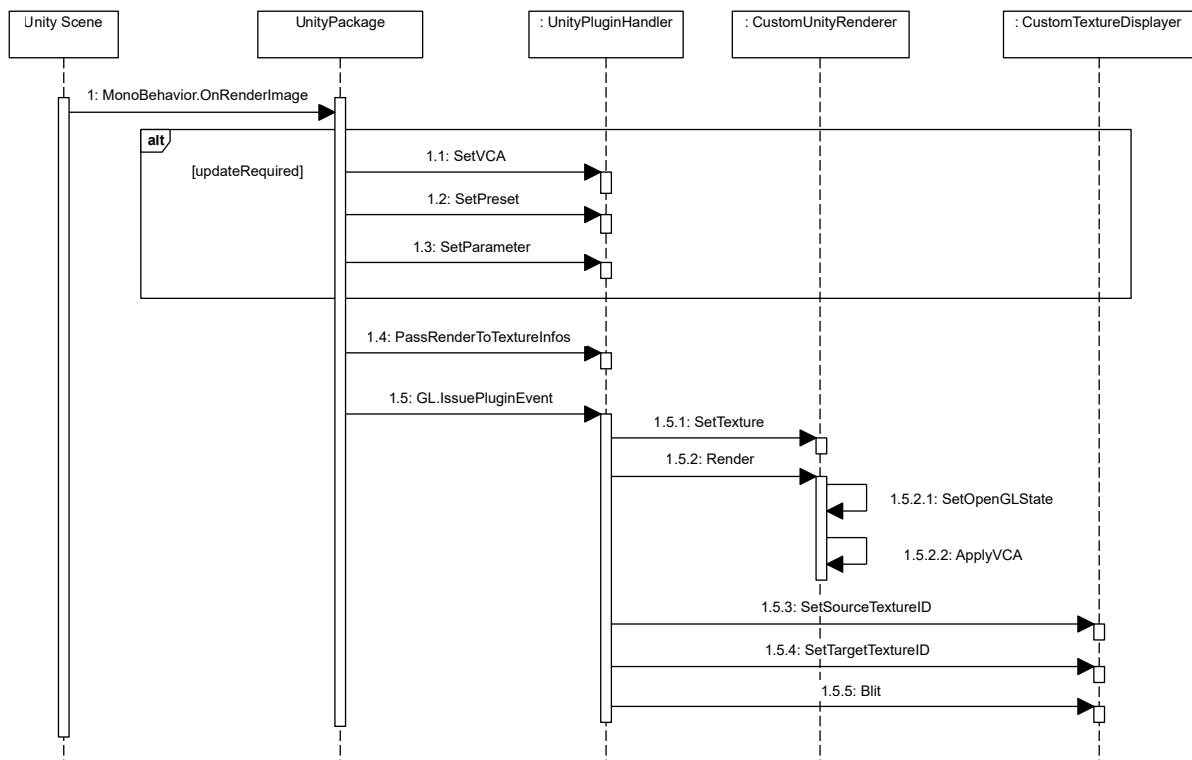 Unity Scene
UnityPackage
: UnityPluginHandler
: CustomUnityRenderer
: CustomTextureDisplayer
1: MonoBehavior.OnRenderImage
alt
[updateRequired]
1.1: SetVCA
1.2: SetPreset
1.3: SetParameter
1.4: PassRenderToTextureInfos
1.5: GL.IssuePluginEvent
1.5.1: SetTexture
1.5.2: Render
1.5.2.1: SetOpenGLState
1.5.2.2: ApplyVCA
1.5.3: SetSourceTextureID
1.5.4: SetTargetTextureID
1.5.5: Blit